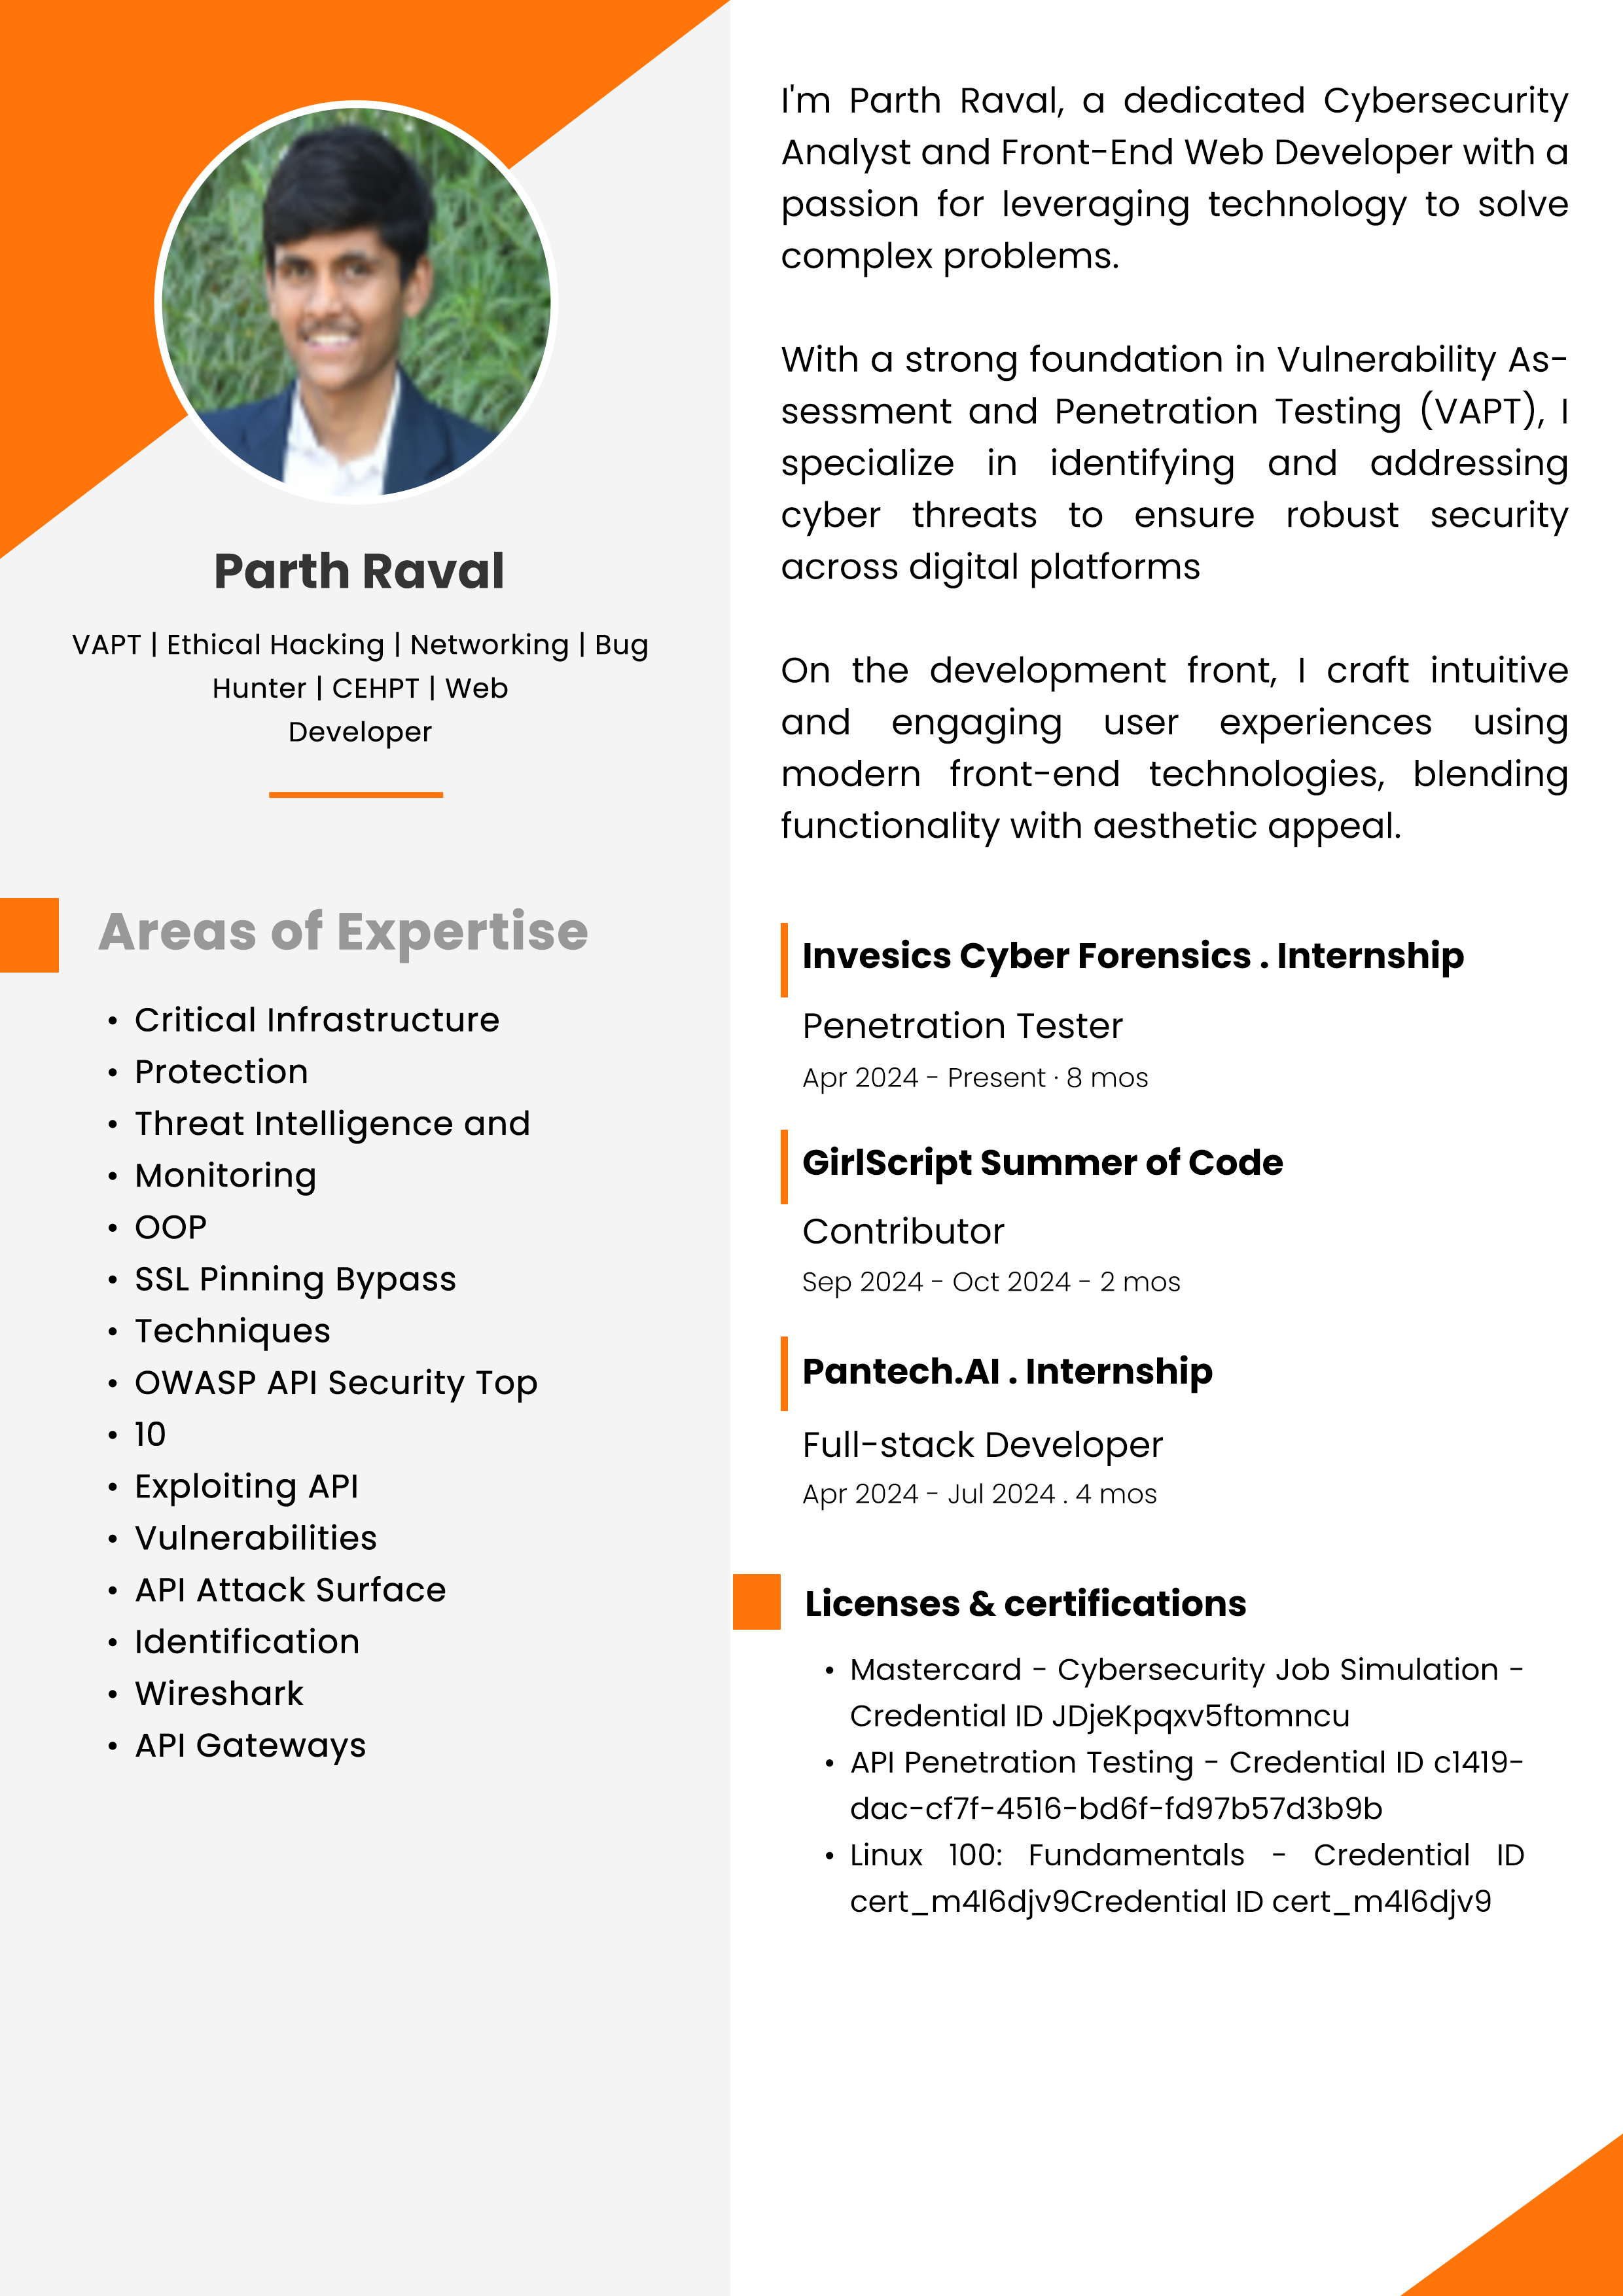 Parth Raval
VAPT | Ethical Hacking | Networking | Bug
Hunter | CEHPT | Web
Developer
Areas of Expertise
• Critical Infrastructure
• Protection
• Threat Intelligence and
• Monitoring
• OOP
• SSL Pinning Bypass
• Techniques
• OWASP API Security Top
• 10
• Exploiting API
• Vulnerabilities
• API Attack Surface
• Identification
• Wireshark
• API Gateways
I'm Parth Raval, a dedicated Cybersecurity
Analyst and Front-End Web Developer with a
passion for leveraging technology to solve
complex problems.
With a strong foundation in Vulnerability As-
sessment and Penetration Testing (VAPT), I
specialize in identifying and addressing
cyber threats to ensure robust security
across digital platforms
On the development front, I craft intuitive
and engaging user experiences using
modern front-end technologies, blending
functionality with aesthetic appeal.
Invesics Cyber Forensics . Internship
Penetration Tester
Apr 2024 - Present · 8 mos
GirlScript Summer of Code
Contributor
Sep 2024 - Oct 2024 - 2 mos
Pantech.AI . Internship
Full-stack Developer
Apr 2024 - Jul 2024 . 4 mos
Licenses & certifications
• Mastercard - Cybersecurity Job Simulation -
Credential ID JDjeKpqxv5ftomncu
• API Penetration Testing - Credential ID c1419-
dac-cf7f-4516-bd6f-fd97b57d3b9b
• Linux 100: Fundamentals - Credential ID
cert_m4l6djv9Credential ID cert_m4l6djv9